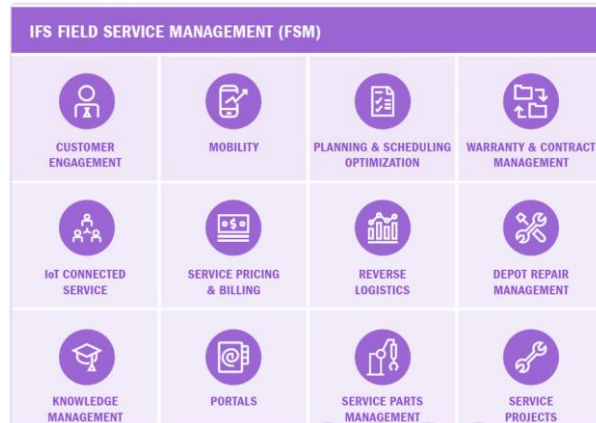 IFS FIELD SERVICE MANAGEMENT (FSM)
CUSTOMER
ENGAGEMENT
MOBILITY
PLANNING & SCHEDULING
OPTIMIZATION
WARRANTY & CONTRACT
MANAGEMENT
IoT CONNECTED
SERVICE
SERVICE PRICING
& BILLING
REVERSE
LOGISTICS
DEPOT REPAIR
MANAGEMENT
KNOWLEDGE
MANAGEMENT
PORTALS
SERVICE PARTS
MANAGEMENT
SERVICE
PROJECTS